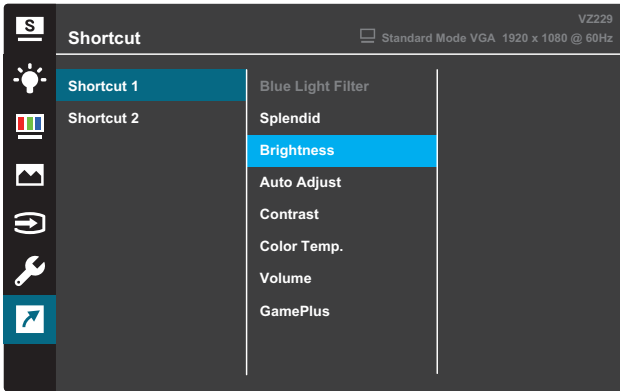 S
VZ229
Shortcut
Standard Mode VGA 1920 x 1080 @ 60Hz
Shortcut 1
Shortcut 2
Blue Light Filter
Splendid
Brightness
Auto Adjust
Contrast
Color Temp.
Volume
GamePlus